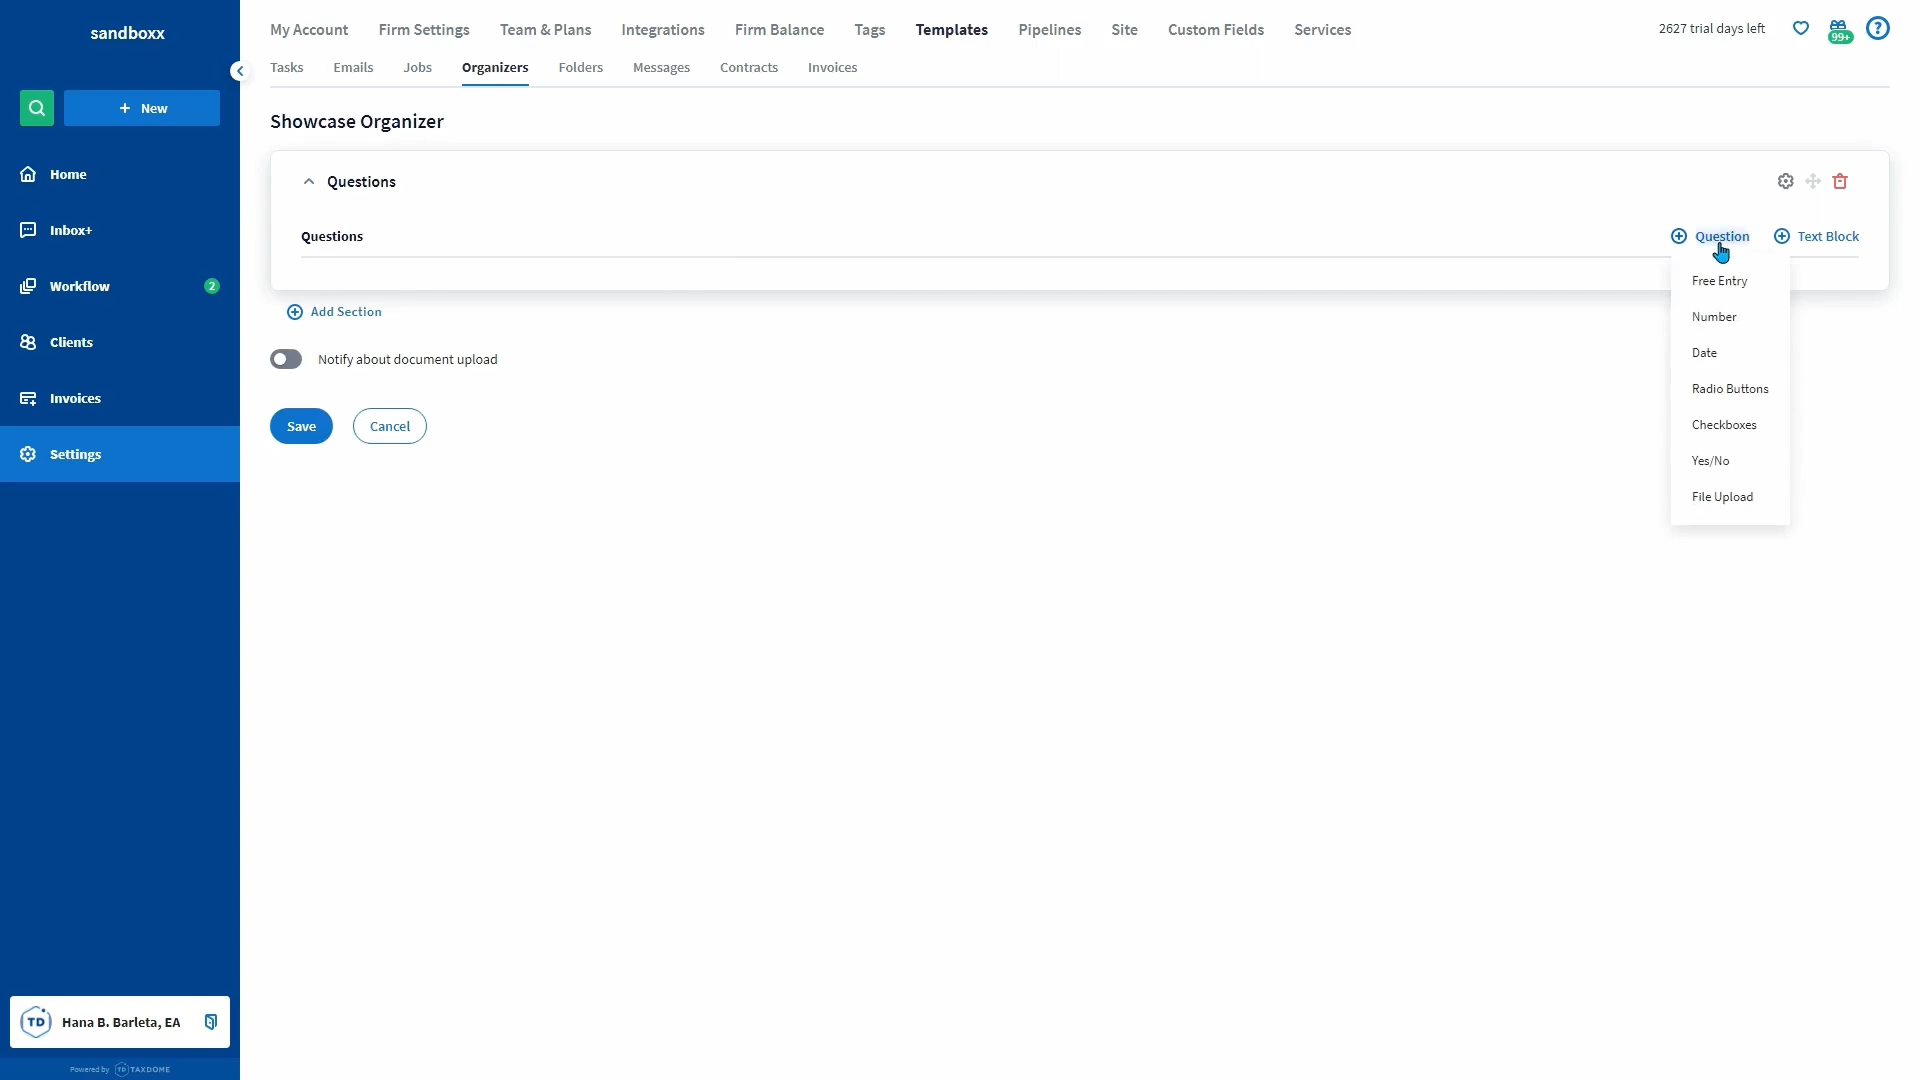 sandboxx
My Account Firm Settings Team & Plans Integrations Firm Balance Tags Templates Pipelines Site Custom Fields Services
2627 trial days left
99+
?
Tasks Emails Jobs Organizers Folders Messages Contracts Invoices
+ New
Home
Inbox+
Workflow 2
Clients
Invoices
Settings
Showcase Organizer
Questions
Questions
Question Text Block
Free Entry
Number
Date
Radio Buttons
Checkboxes
Yes/No
File Upload
Add Section
Notify about document upload
Save Cancel
TD Hana B. Barleta, EA
Powered by TD TAXDOME